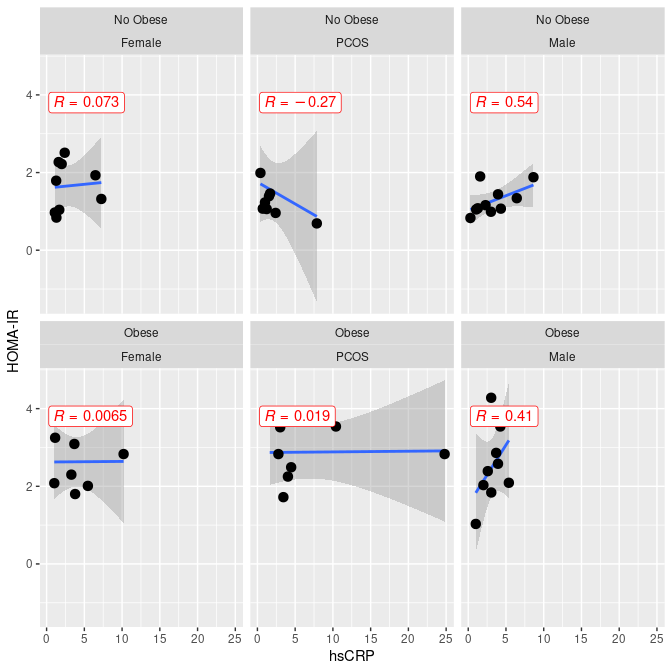 No Obese No Obese No Obese
Female PCOS Male
R = 0.073 R = −0.27 R = 0.54
4
2
0
HOMA-IR
Obese Obese Obese
Female PCOS Male
R = 0.0065 R = 0.019 R = 0.41
4
2
0
0 5 10 15 20 25 0 5 10 15 20 25 0 5 10 15 20 25
hsCRP